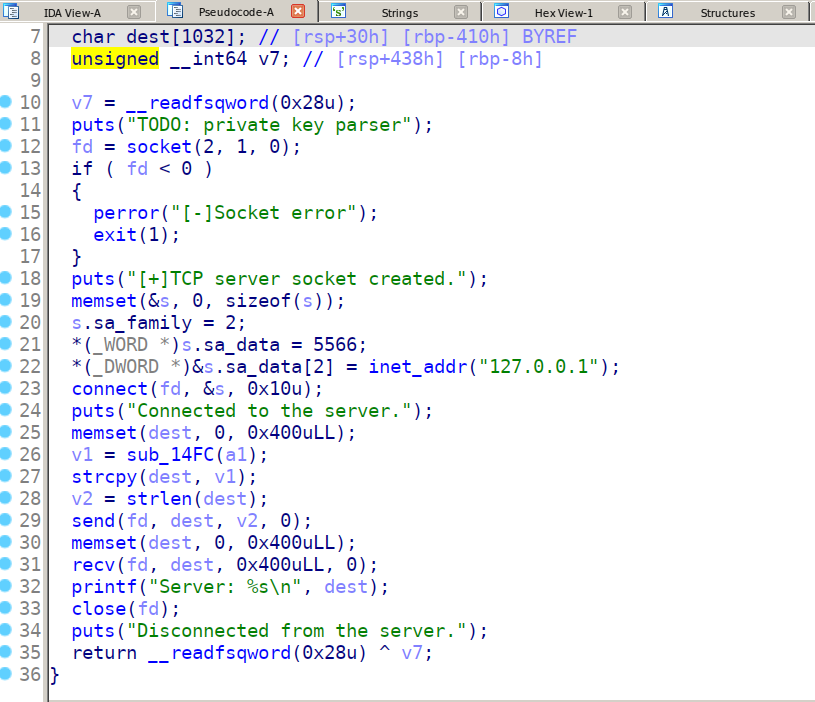 IDA View-A Pseudocode-A Strings Hex View-1 Structures
7 char dest[1032]; // [rsp+30h] [rbp-410h] BYREF
8 unsigned __int64 v7; // [rsp+438h] [rbp-8h]
9
10 v7 = __readfsqword(0x28u);
11 puts("TODO: private key parser");
12 fd = socket(2, 1, 0);
13 if ( fd < 0 )
14 {
15 perror("[-]Socket error");
16 exit(1);
17 }
18 puts("[+]TCP server socket created.");
19 memset(&s, 0, sizeof(s));
20 s.sa_family = 2;
21 *(_WORD *)s.sa_data = 5566;
22 *(_DWORD *)&s.sa_data[2] = inet_addr("127.0.0.1");
23 connect(fd, &s, 0x10u);
24 puts("Connected to the server.");
25 memset(dest, 0, 0x400uLL);
26 v1 = sub_14FC(a1);
27 strcpy(dest, v1);
28 v2 = strlen(dest);
29 send(fd, dest, v2, 0);
30 memset(dest, 0, 0x400uLL);
31 recv(fd, dest, 0x400uLL, 0);
32 printf("Server: %s\n", dest);
33 close(fd);
34 puts("Disconnected from the server.");
35 return __readfsqword(0x28u) ^ v7;
36 }